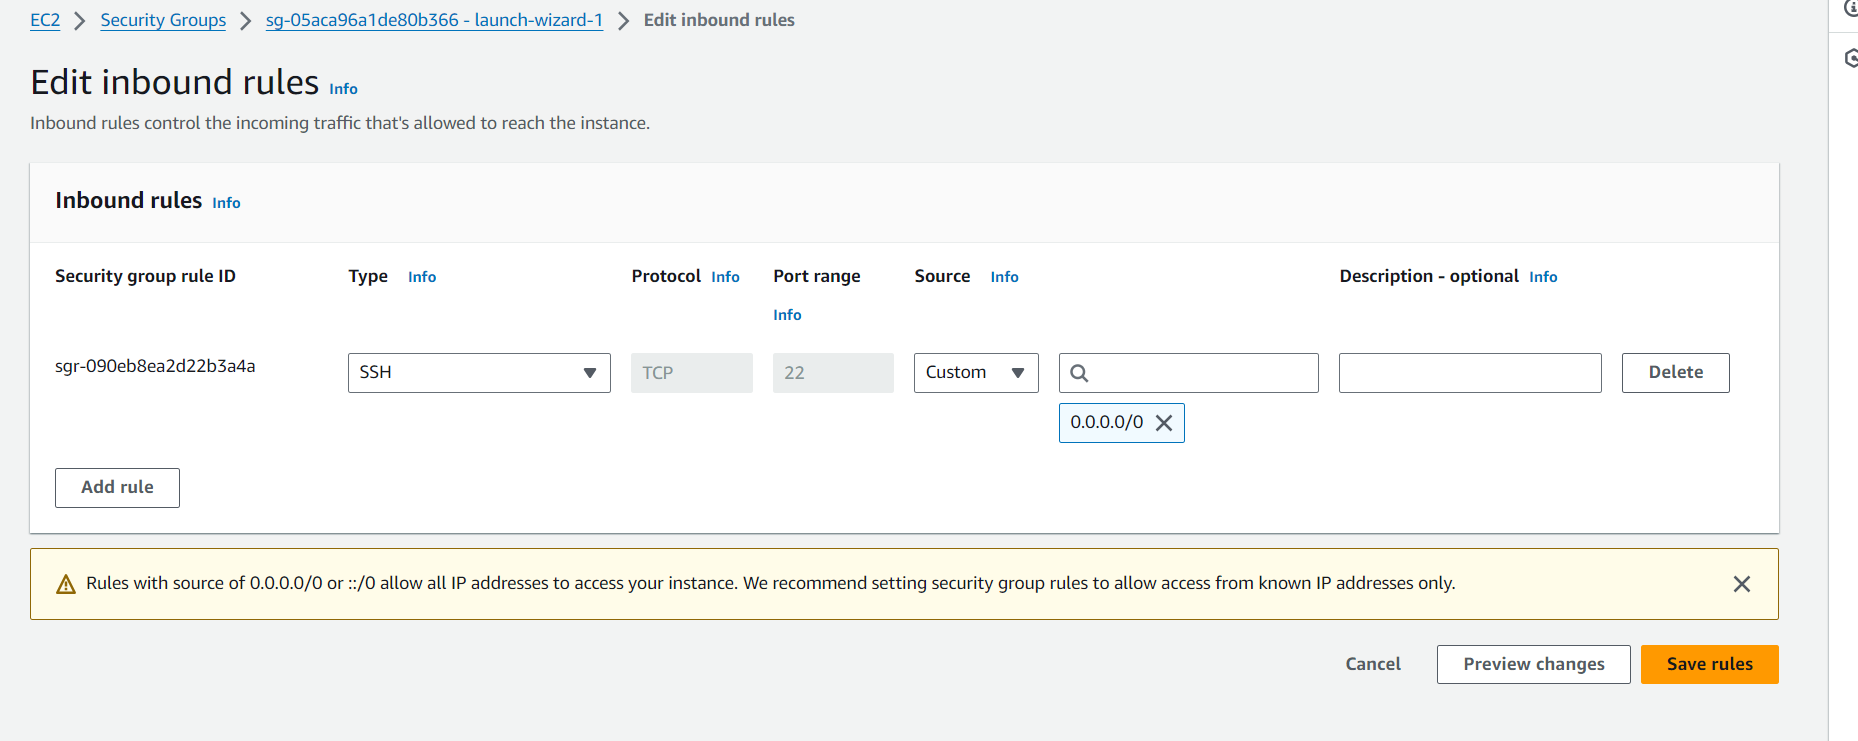 EC2 > Security Groups > sg-05aca96a1de80b366 - launch-wizard-1 > Edit inbound rules
Edit inbound rules Info
Inbound rules control the incoming traffic that's allowed to reach the instance.
Inbound rules Info
Security group rule ID Type Info Protocol Info Port range Info Source Info Description - optional Info
sgr-090eb8ea2d22b3a4a SSH TCP 22 Custom Delete
0.0.0.0/0
Add rule
Rules with source of 0.0.0.0/0 or ::/0 allow all IP addresses to access your instance. We recommend setting security group rules to allow access from known IP addresses only.
Cancel Preview changes Save rules